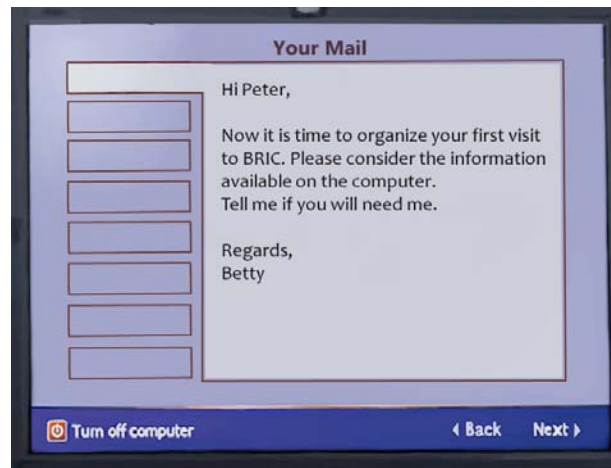 Your Mail
Hi Peter,
Now it is time to organize your first visit
to BRIC. Please consider the information
available on the computer.
Tell me if you will need me.
Regards,
Betty
Turn off computer
Back
Next